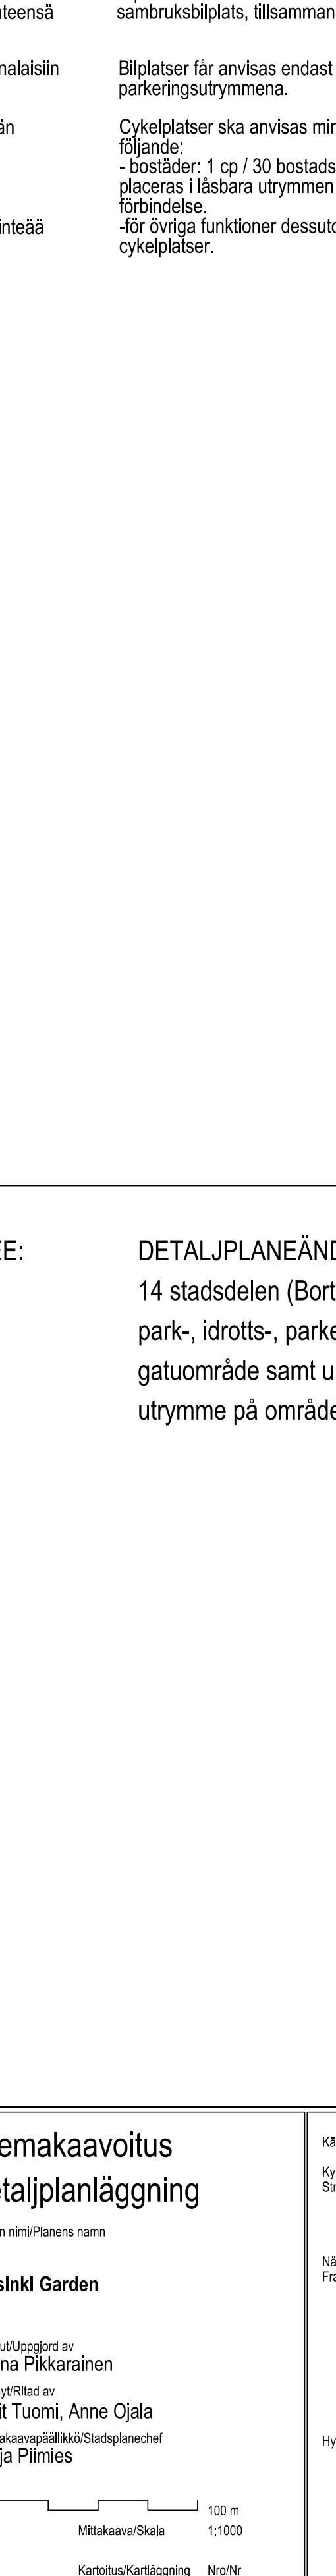 teensä
sambruksbilplats, tillsamman
nalaisiin
Bilplatser får anvisas endast
parkeringsutrymmena.
än
Cykelplatser ska anvisas min
följande:
- bostäder: 1 cp / 30 bostads
placeras i låsbara utrymmen
förbindelse.
inteää
-för övriga funktioner dessuto
cykelplatser.
E:
DETALJPLANEÄND
14 stadsdelen (Bort
park-, idrotts-, parke
gatuområde samt u
utrymme på område
emakaavoitus
etaljplanläggning
n nimi/Planens namn
sinki Garden
ut/Uppgjord av
na Pikkarainen
yt/Ritad av
it Tuomi, Anne Ojala
akaavapäällikkö/Stadsplanechef
ja Piimies
100 m
Mittakaava/Skala 1:1000
Kartoitus/Kartläggning Nro/Nr
Kä
Ky
Str
Nä
Fra
Hy